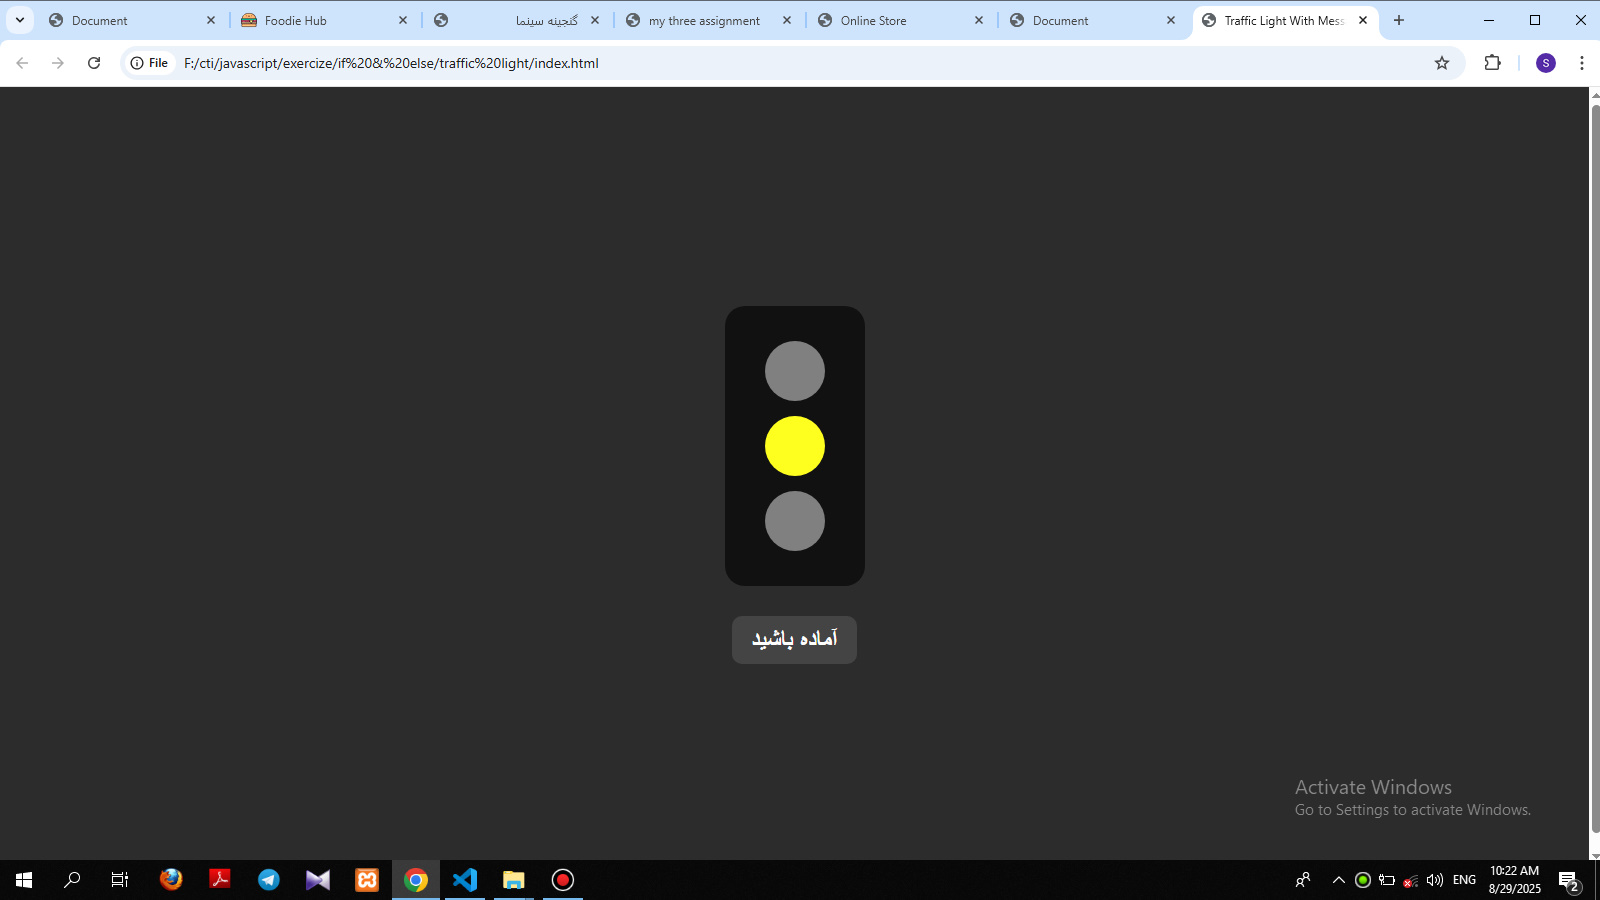 Document
Foodie Hub
گنجینه سینما
my three assignment
Online Store
Document
Traffic Light With Mess
File
F:/cti/javascript/exercize/if%20&%20else/traffic%20light/index.html
S
آماده باشید
Activate Windows
Go to Settings to activate Windows.
ENG
10:22 AM
8/29/2025
2